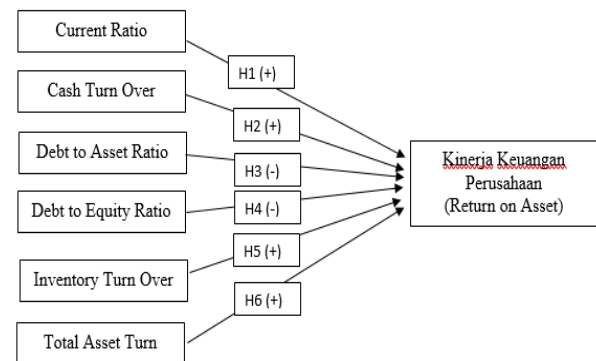 Current Ratio
H1 (+)
Cash Turn Over
H2 (+)
Debt to Asset Ratio
H3 (-)
Debt to Equity Ratio
H4 (-)
H5 (+)
Inventory Turn Over
H6 (+)
Total Asset Turn
Kinerja Keuangan
Perusahaan
(Return on Asset)